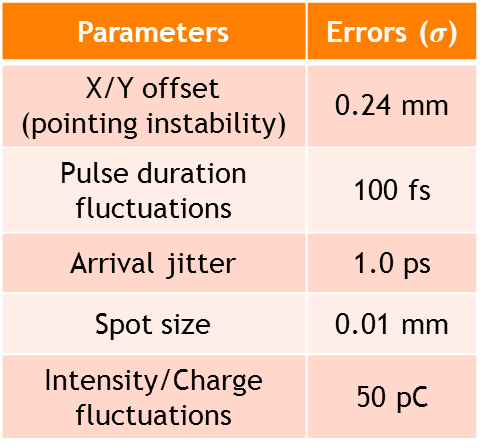 Parameters Errors (σ)
X/Y offset
(pointing instability) 0.24 mm
Pulse duration
fluctuations 100 fs
Arrival jitter 1.0 ps
Spot size 0.01 mm
Intensity/Charge
fluctuations 50 pC